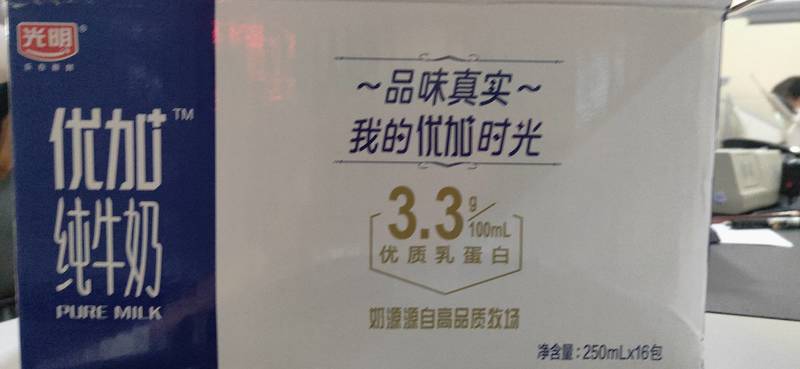 光明®
优加™
纯牛奶
PURE MILK
~品味真实~
我的优加时光
3.3g/100mL
优质乳蛋白
奶源源自高品质牧场
净含量:250mLx16包